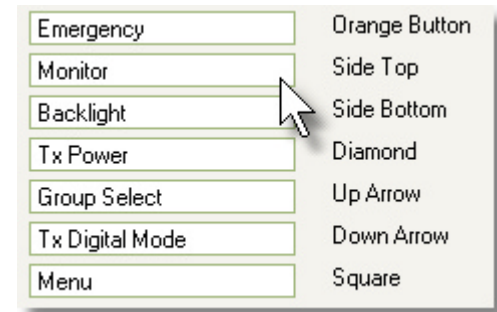 Emergency Orange Button
Monitor Side Top
Backlight Side Bottom
Tx Power Diamond
Group Select Up Arrow
Tx Digital Mode Down Arrow
Menu Square